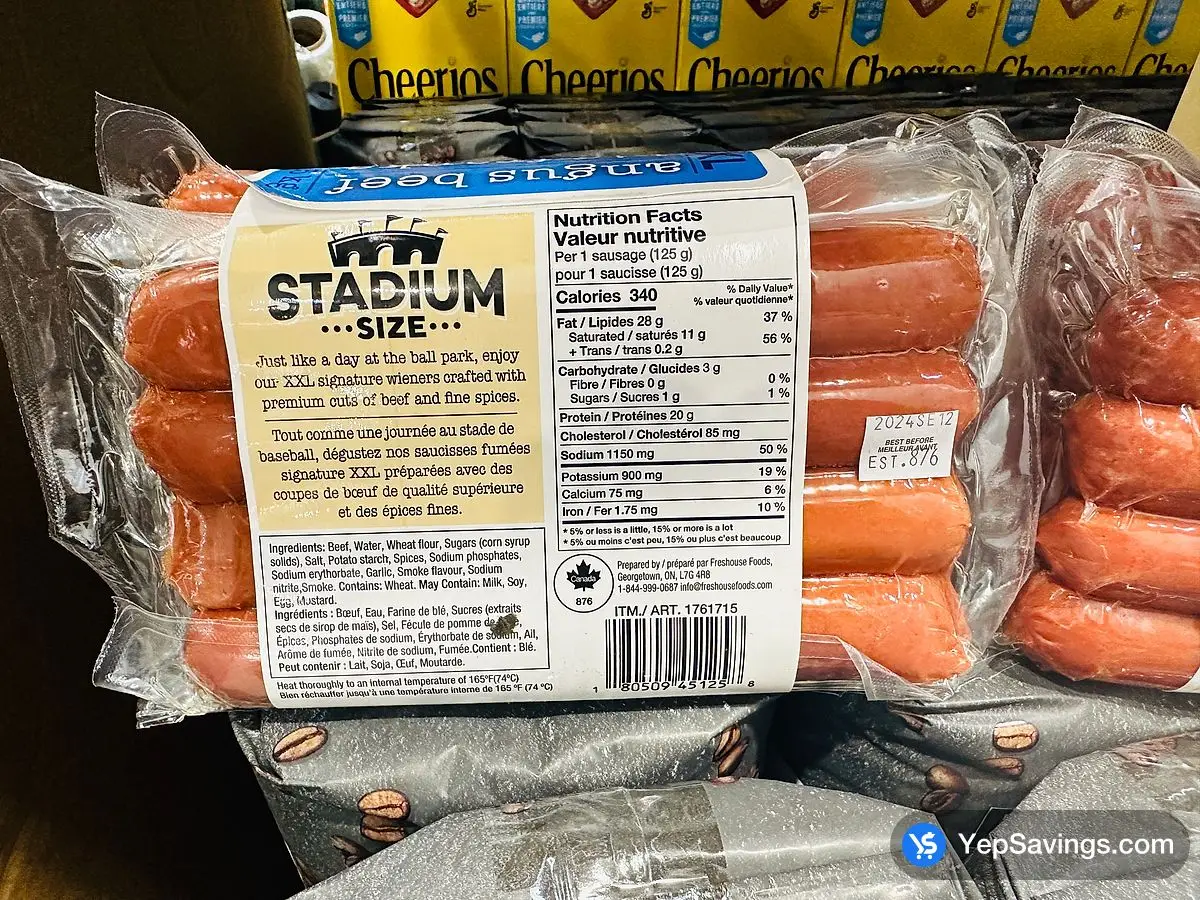 Cheerios Cheerios Cheerios Cheerios Cheerios
angus beef
STADIUM
•••SIZE•••
Just like a day at the ball park, enjoy
our XXL signature wieners crafted with
premium cuts of beef and fine spices.
Tout comme une journée au stade de
baseball, dégustez nos saucisses fumées
signature XXL préparées avec des
coupes de bœuf de qualité supérieure
et des épices fines.
Ingredients: Beef, Water, Wheat flour, Sugars (corn syrup
solids), Salt, Potato starch, Spices, Sodium phosphates,
Sodium erythorbate, Garlic, Smoke flavour, Sodium
nitrite,Smoke. Contains: Wheat. May Contain: Milk, Soy,
Egg, Mustard.
Ingrédients : Bœuf, Eau, Farine de blé, Sucres (extraits
secs de sirop de maïs), Sel, Fécule de pomme de
Épices, Phosphates de sodium, Érythorbate de sodium, Ail,
Arôme de fumée, Nitrite de sodium, Fumée.Contient : Blé.
Peut contenir : Lait, Soja, Œuf, Moutarde.
Heat thoroughly to an internal temperature of 165°F(74°C)
Bien réchauffer jusqu'à une température interne de 165 °F (74 °C)
Nutrition Facts
Valeur nutritive
Per 1 sausage (125 g)
pour 1 saucisse (125 g)
Calories 340
% Daily Value*
% valeur quotidienne*
Fat / Lipides 28 g 37 %
Saturated / saturés 11 g 56 %
+ Trans / trans 0.2 g
Carbohydrate / Glucides 3 g
Fibre / Fibres 0 g 0 %
Sugars / Sucres 1 g 1 %
Protein / Protéines 20 g
Cholesterol / Cholestérol 85 mg
Sodium 1150 mg 50 %
Potassium 900 mg 19 %
Calcium 75 mg 6 %
Iron / Fer 1.75 mg 10 %
* 5% or less is a little, 15% or more is a lot
* 5% ou moins c'est peu, 15% ou plus c'est beaucoup
Canada
876
Prepared by / préparé par Freshouse Foods,
Georgetown, ON, L7G 4R8
1-844-999-0687 info@freshousefoods.com
ITM./ ART. 1761715
1 80509 45125 8
2024SE12
BEST BEFORE
MEILLEUR AVANT
EST.876
YepSavings.com